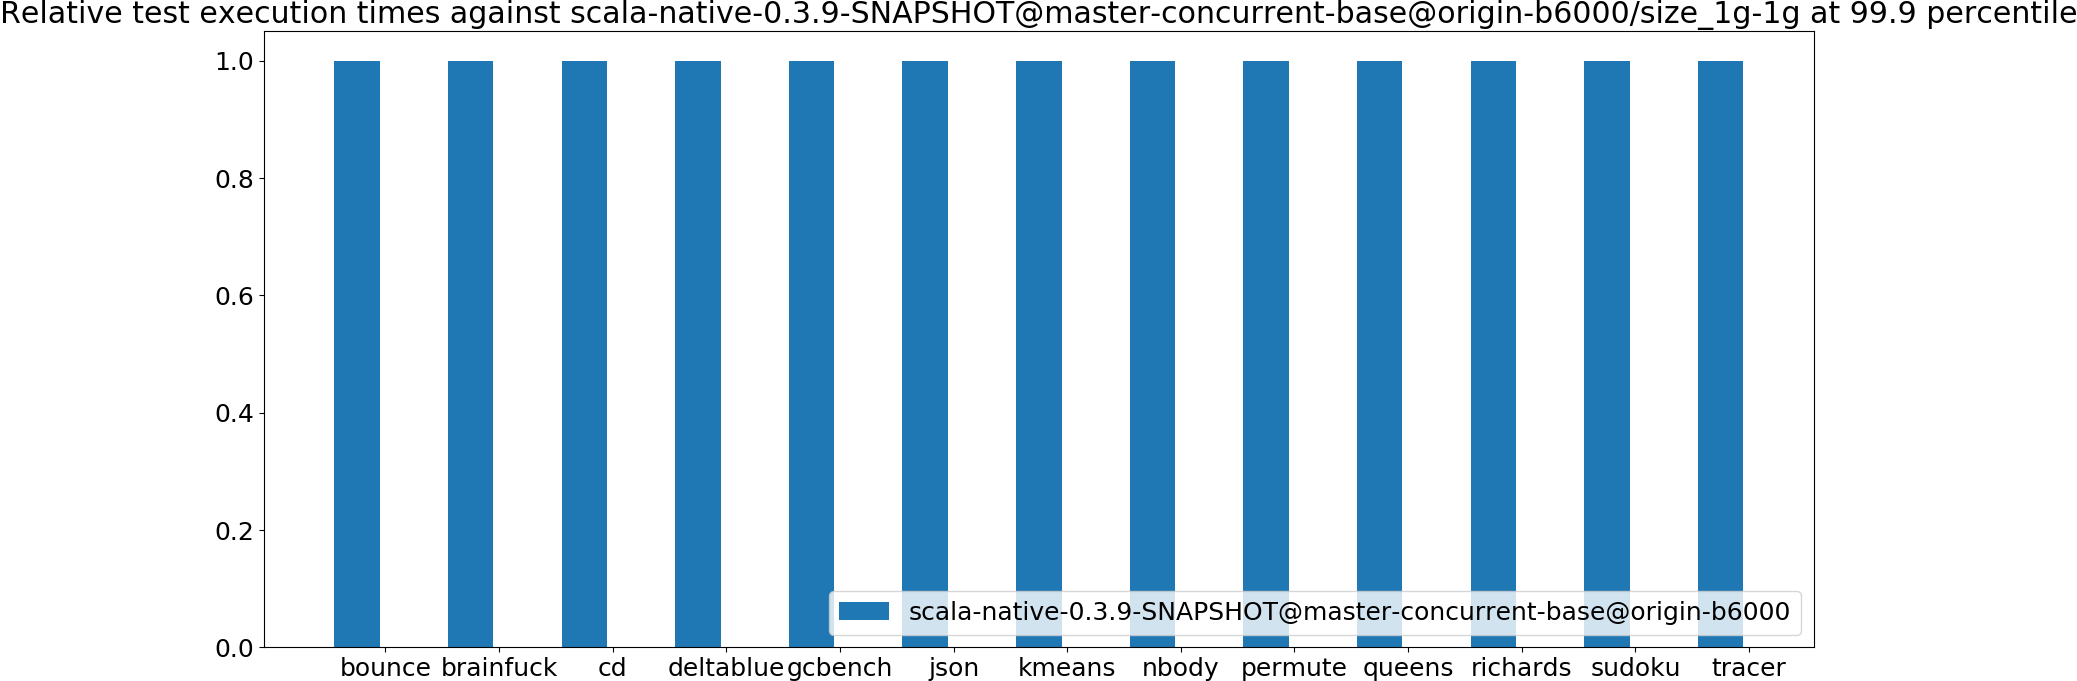 Relative test execution times against scala-native-0.3.9-SNAPSHOT@master-concurrent-base@origin-b6000/size_1g-1g at 99.9 percentile
1.0
0.8
0.6
0.4
0.2
0.0
scala-native-0.3.9-SNAPSHOT@master-concurrent-base@origin-b6000
bounce brainfuck cd deltablue gcbench json kmeans nbody permute queens richards sudoku tracer